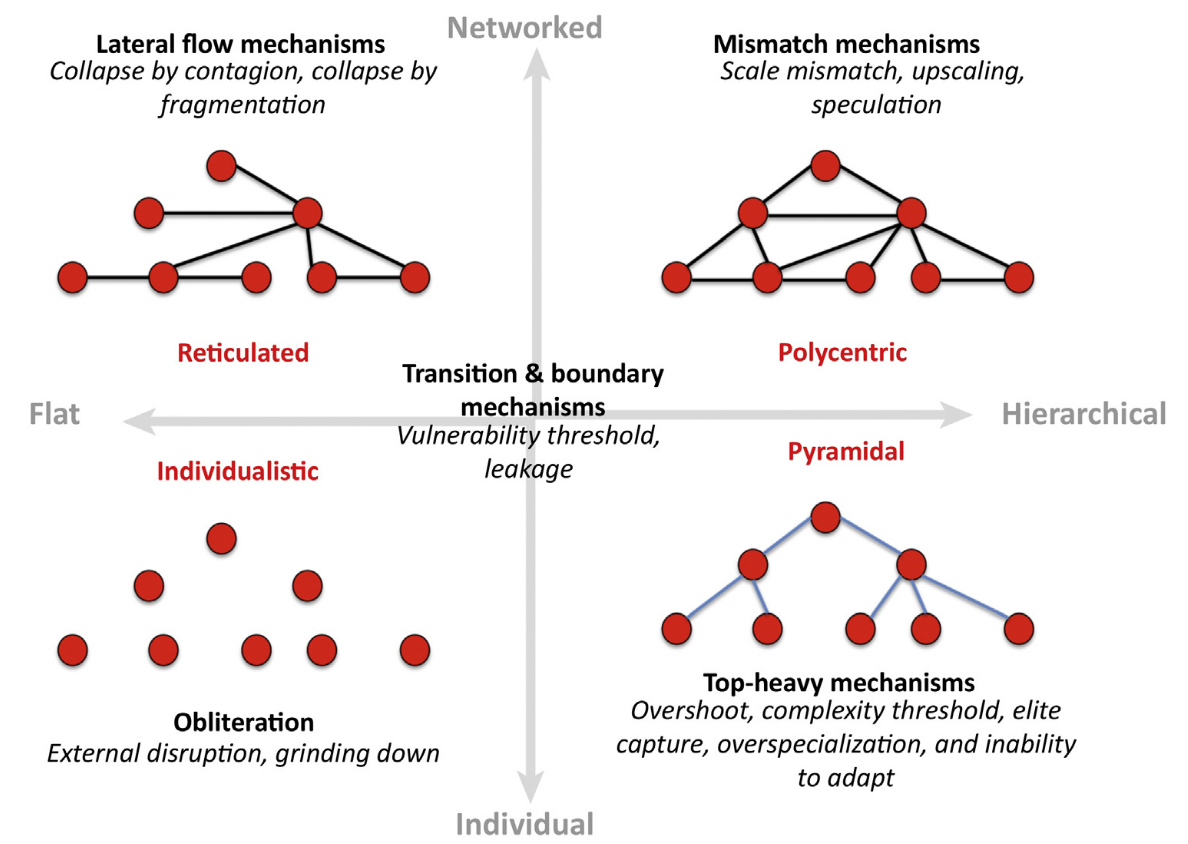 Networked
Lateral flow mechanisms
Collapse by contagion, collapse by
fragmentation
Mismatch mechanisms
Scale mismatch, upscaling,
speculation
Reticulated
Polycentric
Transition & boundary
mechanisms
Vulnerability threshold,
leakage
Flat
Hierarchical
Individualistic
Pyramidal
Obliteration
External disruption, grinding down
Top-heavy mechanisms
Overshoot, complexity threshold, elite
capture, overspecialization, and inability
to adapt
Individual